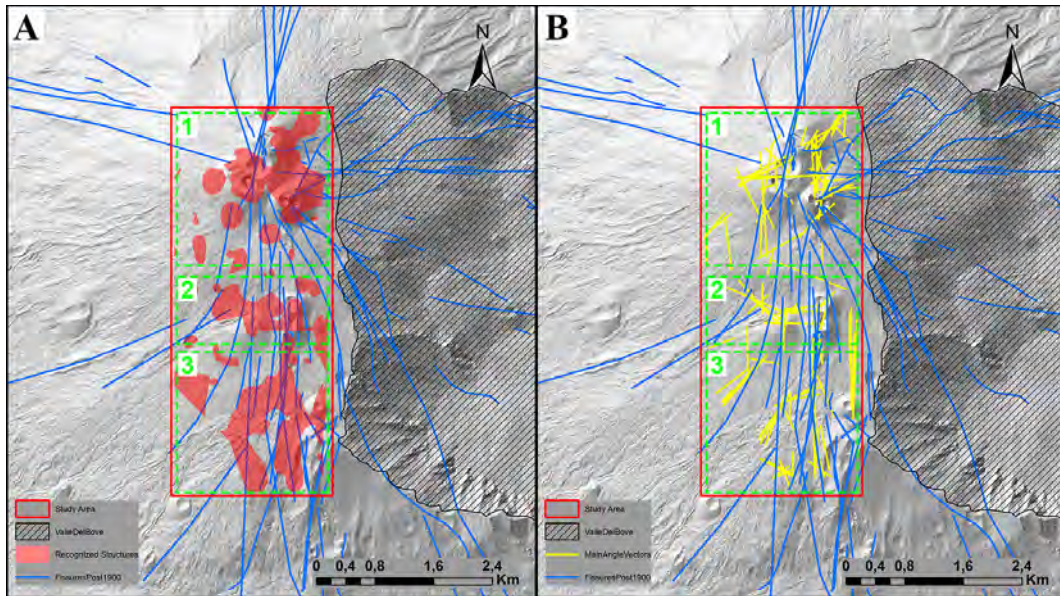 A
N
1
2
3
Study Area
ValleDelBove
Recognized Structures
FissuresPost1900
0 0,4 0,8 1,6 2,4
Km
B
N
1
2
3
Study Area
ValleDelBove
MainAngleVectors
FissuresPost1900
0 0,4 0,8 1,6 2,4
Km